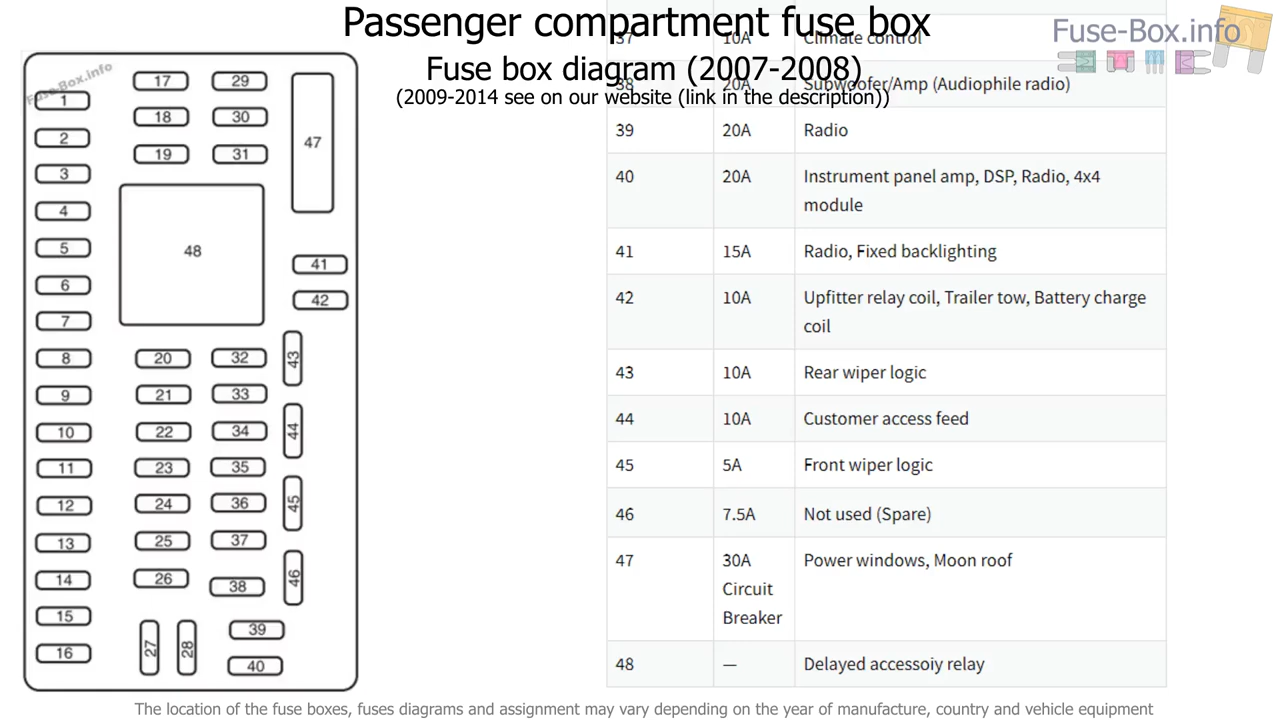 Passenger compartment fuse box
Fuse box diagram (2007-2008)
(2009-2014 see on our website (link in the description))
Fuse-Box.info
Fuse-Box.info
1
2
3
4
5
6
7
8
9
10
11
12
13
14
15
16
17
18
19
29
30
31
47
48
41
42
20
21
22
23
24
25
26
32
33
34
35
36
37
38
43
44
45
46
27
28
39
40
37 10A Climate control
38 20A Subwoofer/Amp (Audiophile radio)
39 20A Radio
40 20A Instrument panel amp, DSP, Radio, 4x4
module
41 15A Radio, Fixed backlighting
42 10A Upfitter relay coil, Trailer tow, Battery charge
coil
43 10A Rear wiper logic
44 10A Customer access feed
45 5A Front wiper logic
46 7.5A Not used (Spare)
47 30A Power windows, Moon roof
Circuit
Breaker
48 — Delayed accessoiy relay
The location of the fuse boxes, fuses diagrams and assignment may vary depending on the year of manufacture, country and vehicle equipment